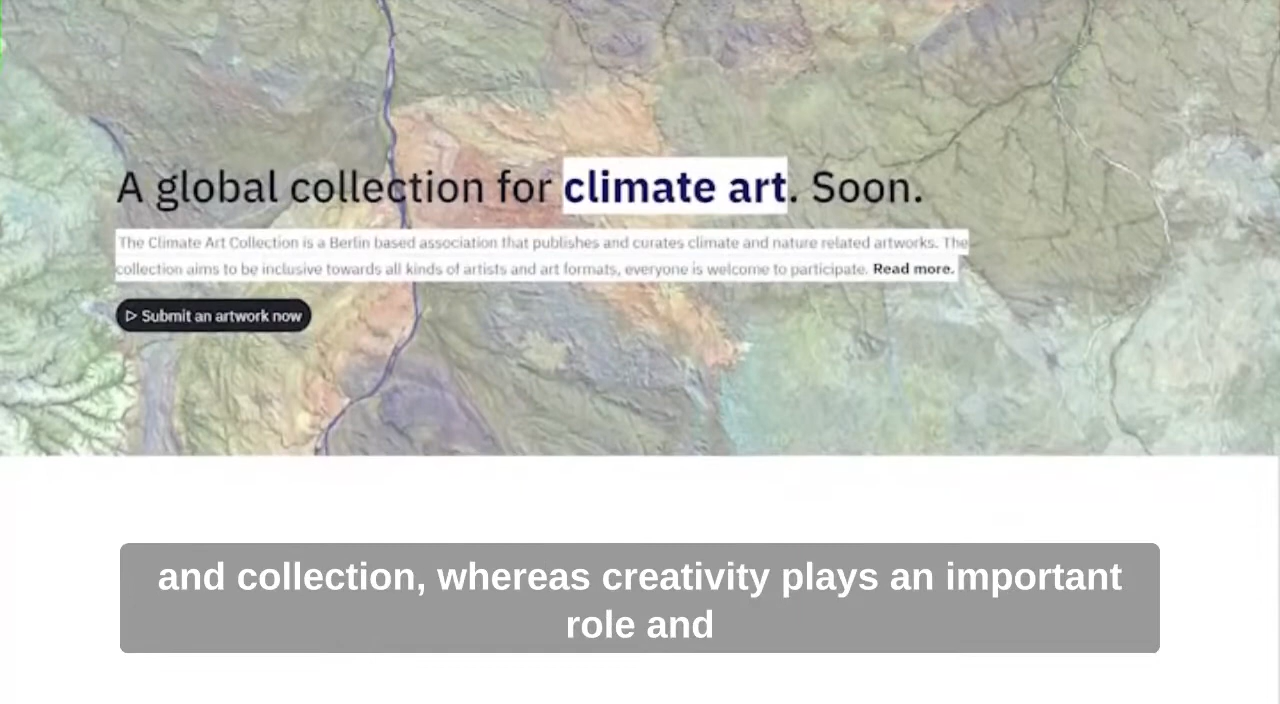 A global collection for climate art. Soon.
The Climate Art Collection is a Berlin based association that publishes and curates climate and nature related artworks. The
collection aims to be inclusive towards all kinds of artists and art formats, everyone is welcome to participate. Read more.
▷ Submit an artwork now
and collection, whereas creativity plays an important
role and